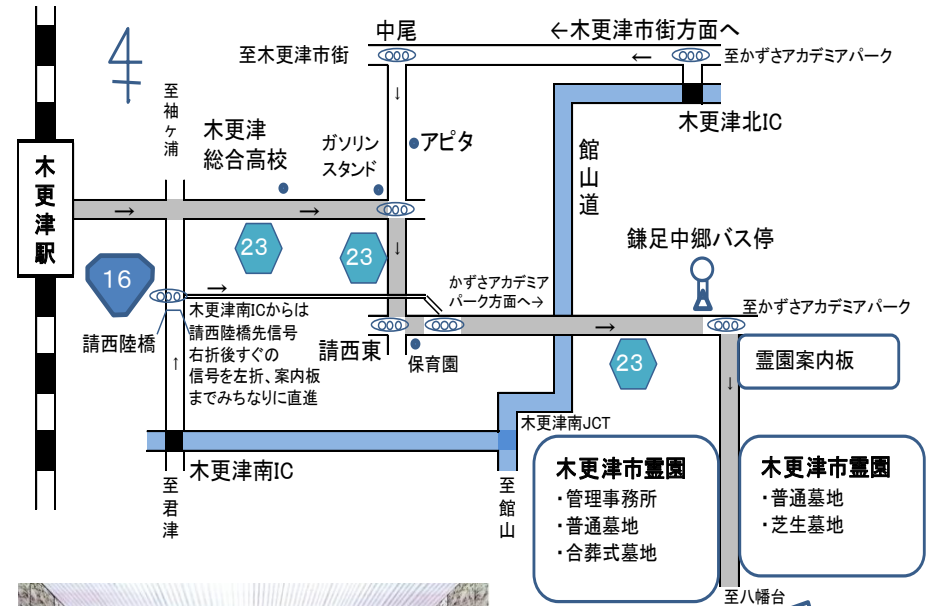 中尾
←木更津市街方面へ
至木更津市街
←
至かずさアカデミアパーク
至袖ヶ浦
木更津
総合高校
ガソリン
スタンド
↓
アピタ
木更津北IC
館山道
木更津駅
→
→
23
23
↓
鎌足中郷バス停
16
→
かずさアカデミア
パーク方面へ→
至かずさアカデミアパーク
請西陸橋
木更津南ICからは
請西陸橋先信号
右折後すぐの
信号を左折、案内板
までみちなりに直進
↑
請西東
保育園
→
23
霊園案内板
↓
木更津南JCT
木更津南IC
至君津
至館山
木更津市霊園
・管理事務所
・普通墓地
・合葬式墓地
木更津市霊園
・普通墓地
・芝生墓地
至八幡台